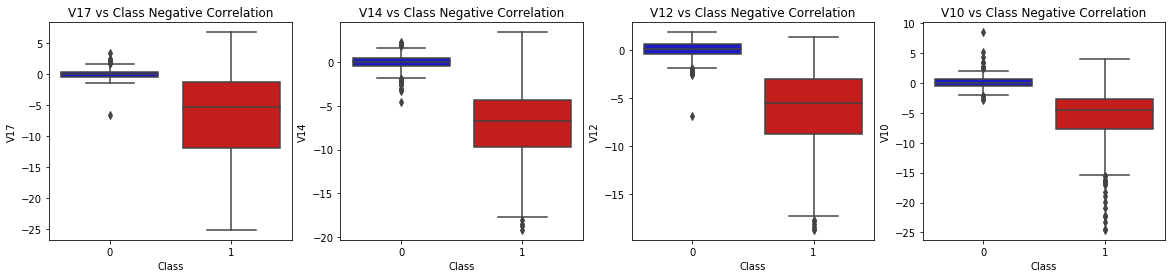 V17 vs Class Negative Correlation
V17
5
0
−5
−10
−15
−20
−25
0
1
Class
V14 vs Class Negative Correlation
V14
0
−5
−10
−15
−20
0
1
Class
V12 vs Class Negative Correlation
V12
0
−5
−10
−15
0
1
Class
V10 vs Class Negative Correlation
V10
10
5
0
−5
−10
−15
−20
−25
0
1
Class